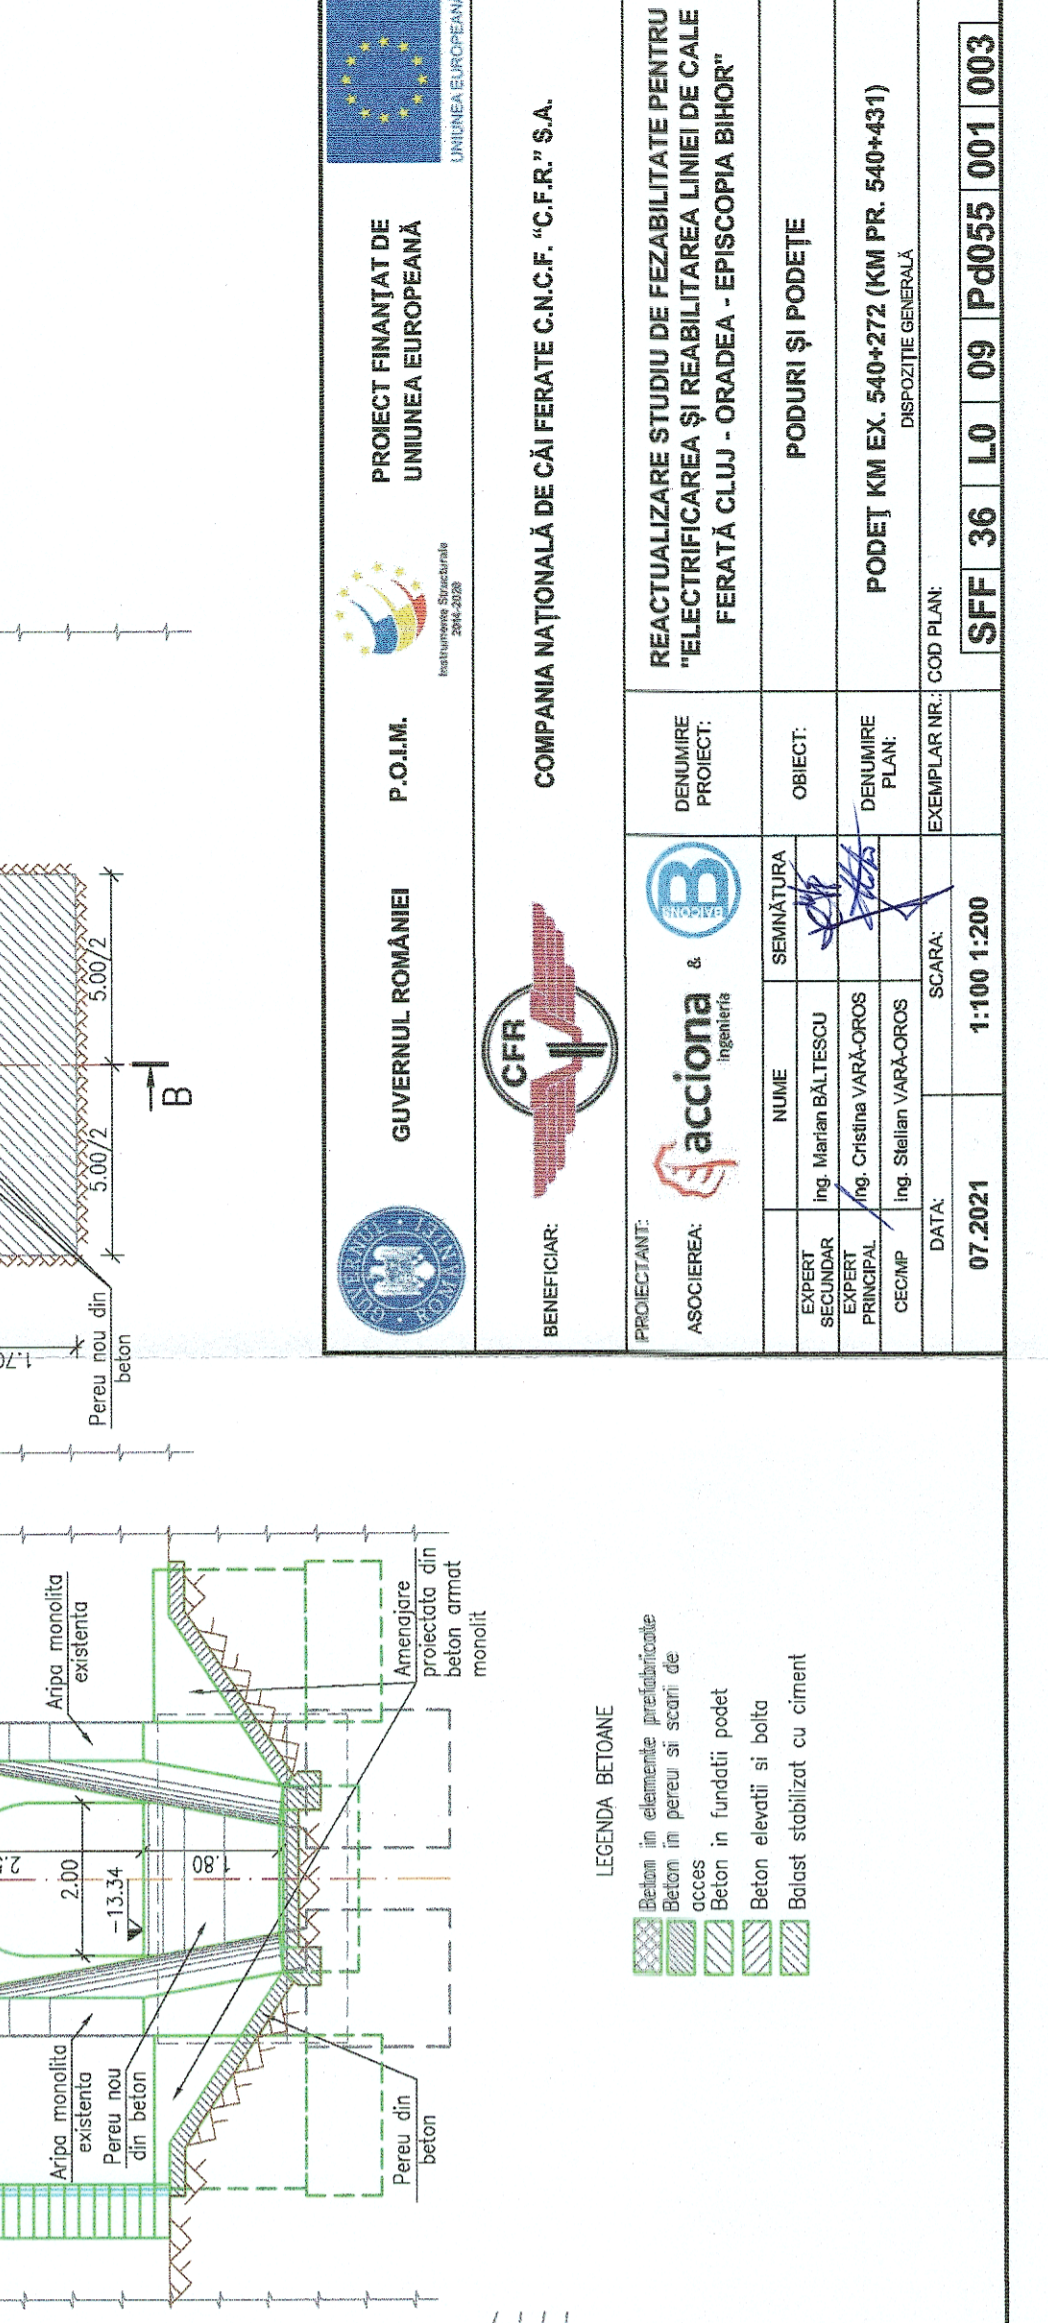 Aripa monolita
existenta
Aripa monolita
existenta
Pereu nou
din beton
2.00
-13.34
1.80
Amenajare
proiectata din
beton armat
monolit
Pereu din
beton
LEGENDA BETOANE
Beton in elemente prefabricate
Beton in pereu si scari de
acces
Beton in fundatii podet
Beton elevatii si bolta
Balast stabilizat cu ciment
Pereu nou din
beton
5.00/2
5.00/2
B
GUVERNUL ROMÂNIEI
P.O.I.M.
Instrumente Structurale
2014-2020
PROIECT FINANȚAT DE
UNIUNEA EUROPEANĂ
UNIUNEA EUROPEANĂ
BENEFICIAR:
CFR
COMPANIA NAȚIONALĂ DE CĂI FERATE C.N.C.F. “C.F.R.” S.A.
PROIECTANT:
ASOCIEREA:
acciona
ingenieria
&
B
BAICONS
DENUMIRE
PROIECT:
REACTUALIZARE STUDIU DE FEZABILITATE PENTRU
"ELECTRIFICAREA ȘI REABILITAREA LINIEI DE CALE
FERATĂ CLUJ - ORADEA - EPISCOPIA BIHOR"
NUME
SEMNĂTURA
OBIECT:
PODURI ȘI PODEȚE
EXPERT
SECUNDAR
Ing. Marian BĂLTESCU
EXPERT
PRINCIPAL
Ing. Cristina VARĂ-OROS
CEC/MP
Ing. Stelian VARĂ-OROS
DENUMIRE
PLAN:
PODEȚ KM EX. 540+272 (KM PR. 540+431)
DISPOZIȚIE GENERALĂ
DATA:
SCARA:
EXEMPLAR NR.:
COD PLAN:
07.2021
1:100 1:200
SFF 36 L0 09 Pd055 001 003